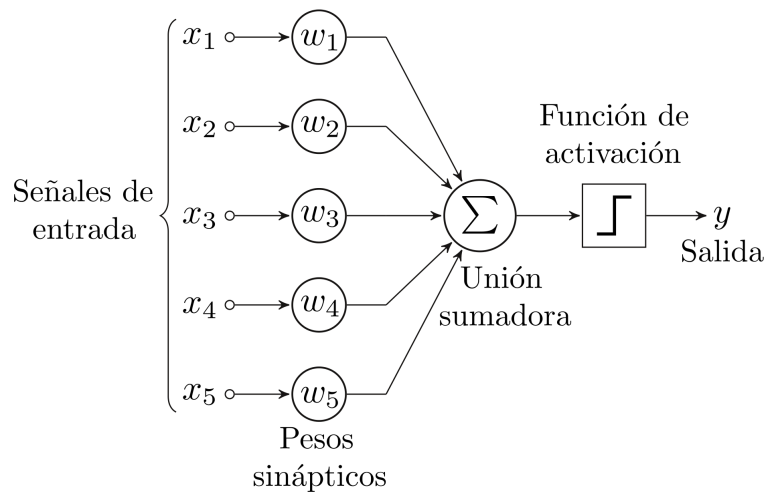 x₁ w₁
x₂ w₂
Función de
activación
Señales de
entrada
x₃ w₃ Σ y
Salida
Unión
sumadora
x₄ w₄
x₅ w₅
Pesos
sinápticos